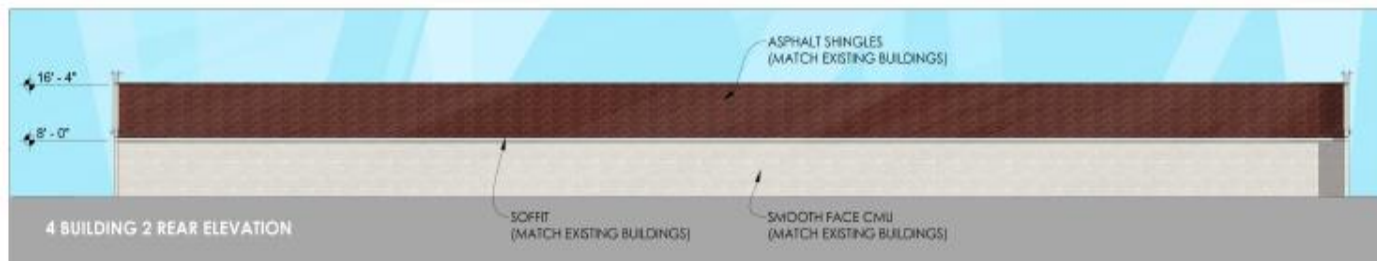 ASPHALT SHINGLES
(MATCH EXISTING BUILDINGS)
16' - 4"
8' - 0"
SOFFIT
(MATCH EXISTING BUILDINGS)
SMOOTH FACE CMU
(MATCH EXISTING BUILDINGS)
4 BUILDING 2 REAR ELEVATION